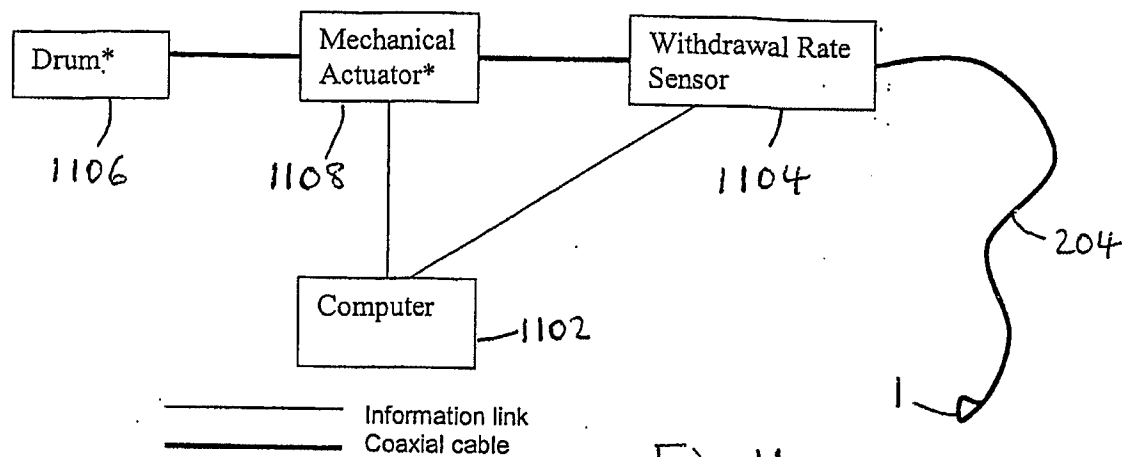 Drum*
Mechanical
Actuator*
Withdrawal Rate
Sensor
1106
1108
1104
204
Computer
1102
1
Information link
Coaxial cable